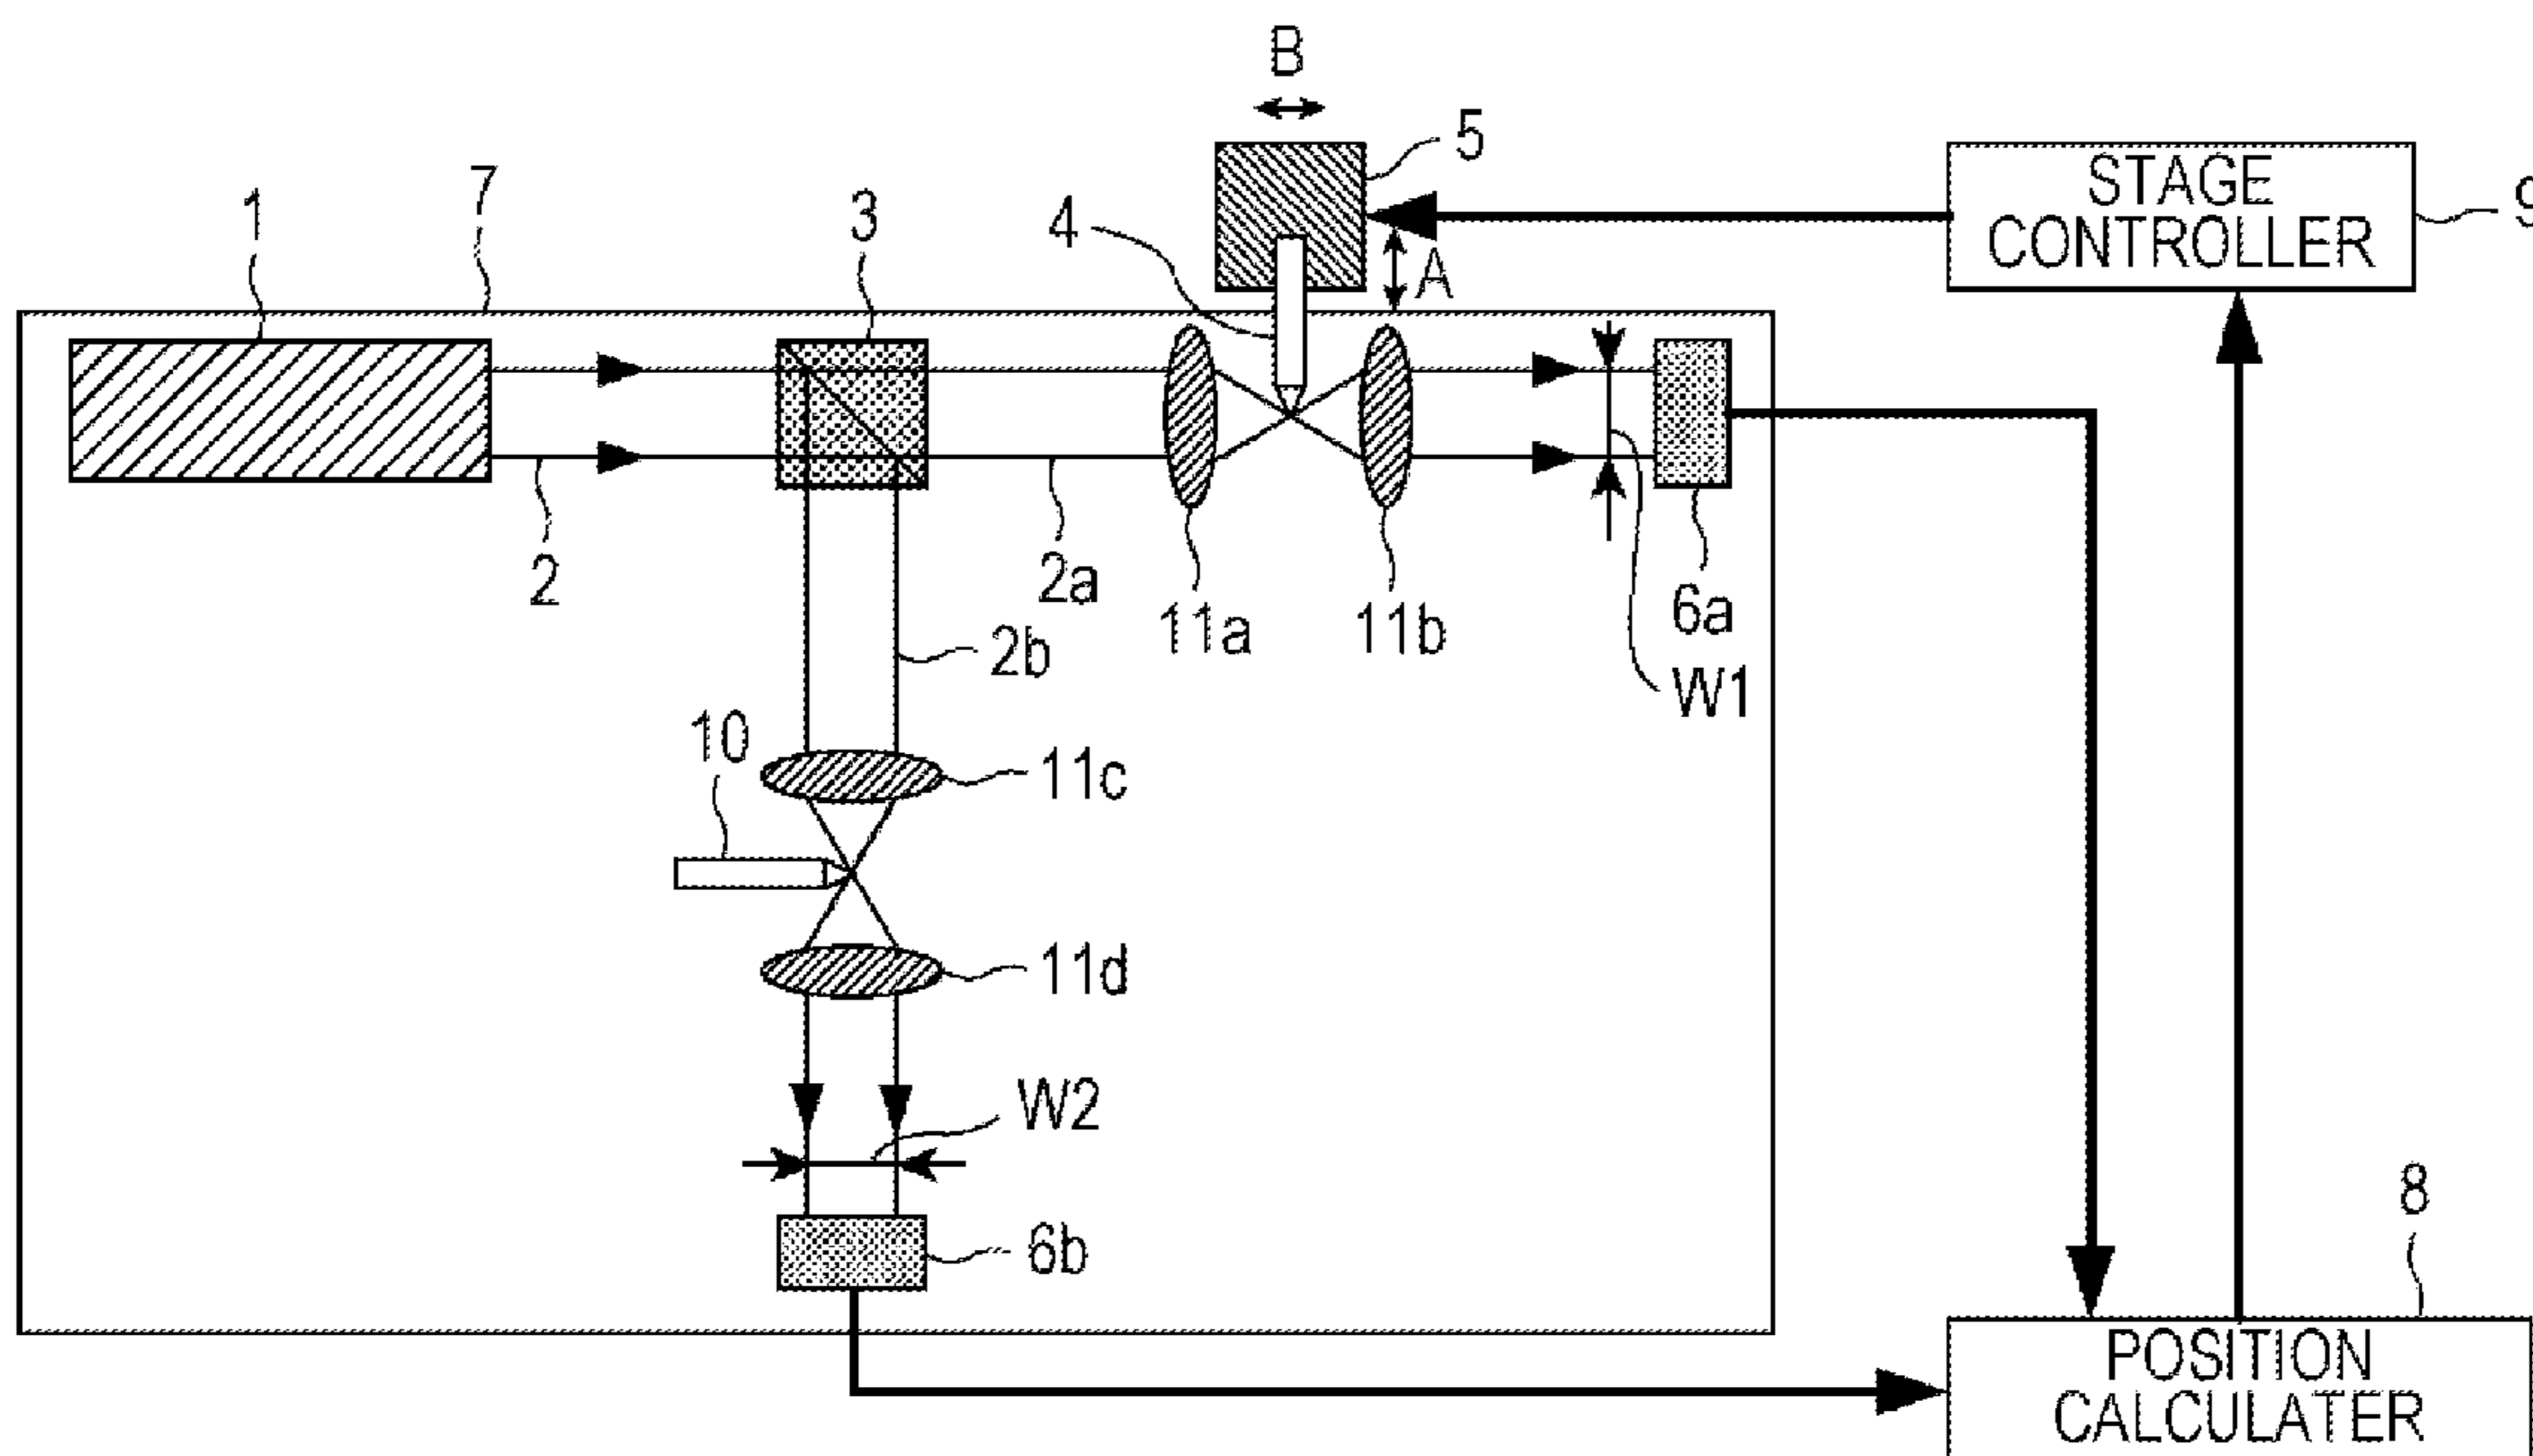 B
5
STAGE
CONTROLLER
9
7
1
3
4
A
2
2a
11a
11b
6a
2b
W1
10
11c
11d
W2
8
6b
POSITION
CALCULATER